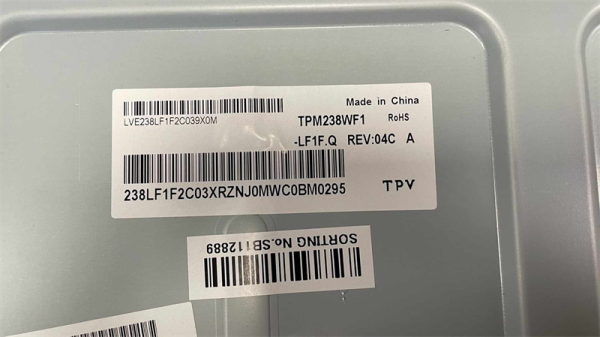 Made in China
LVE238LF1F2C039X0M
TPM238WF1 RoHS
-LF1F.Q REV:04C A
238LF1F2C03XRZNJ0MWC0BM0295
TPV
SORTING No.SB112889